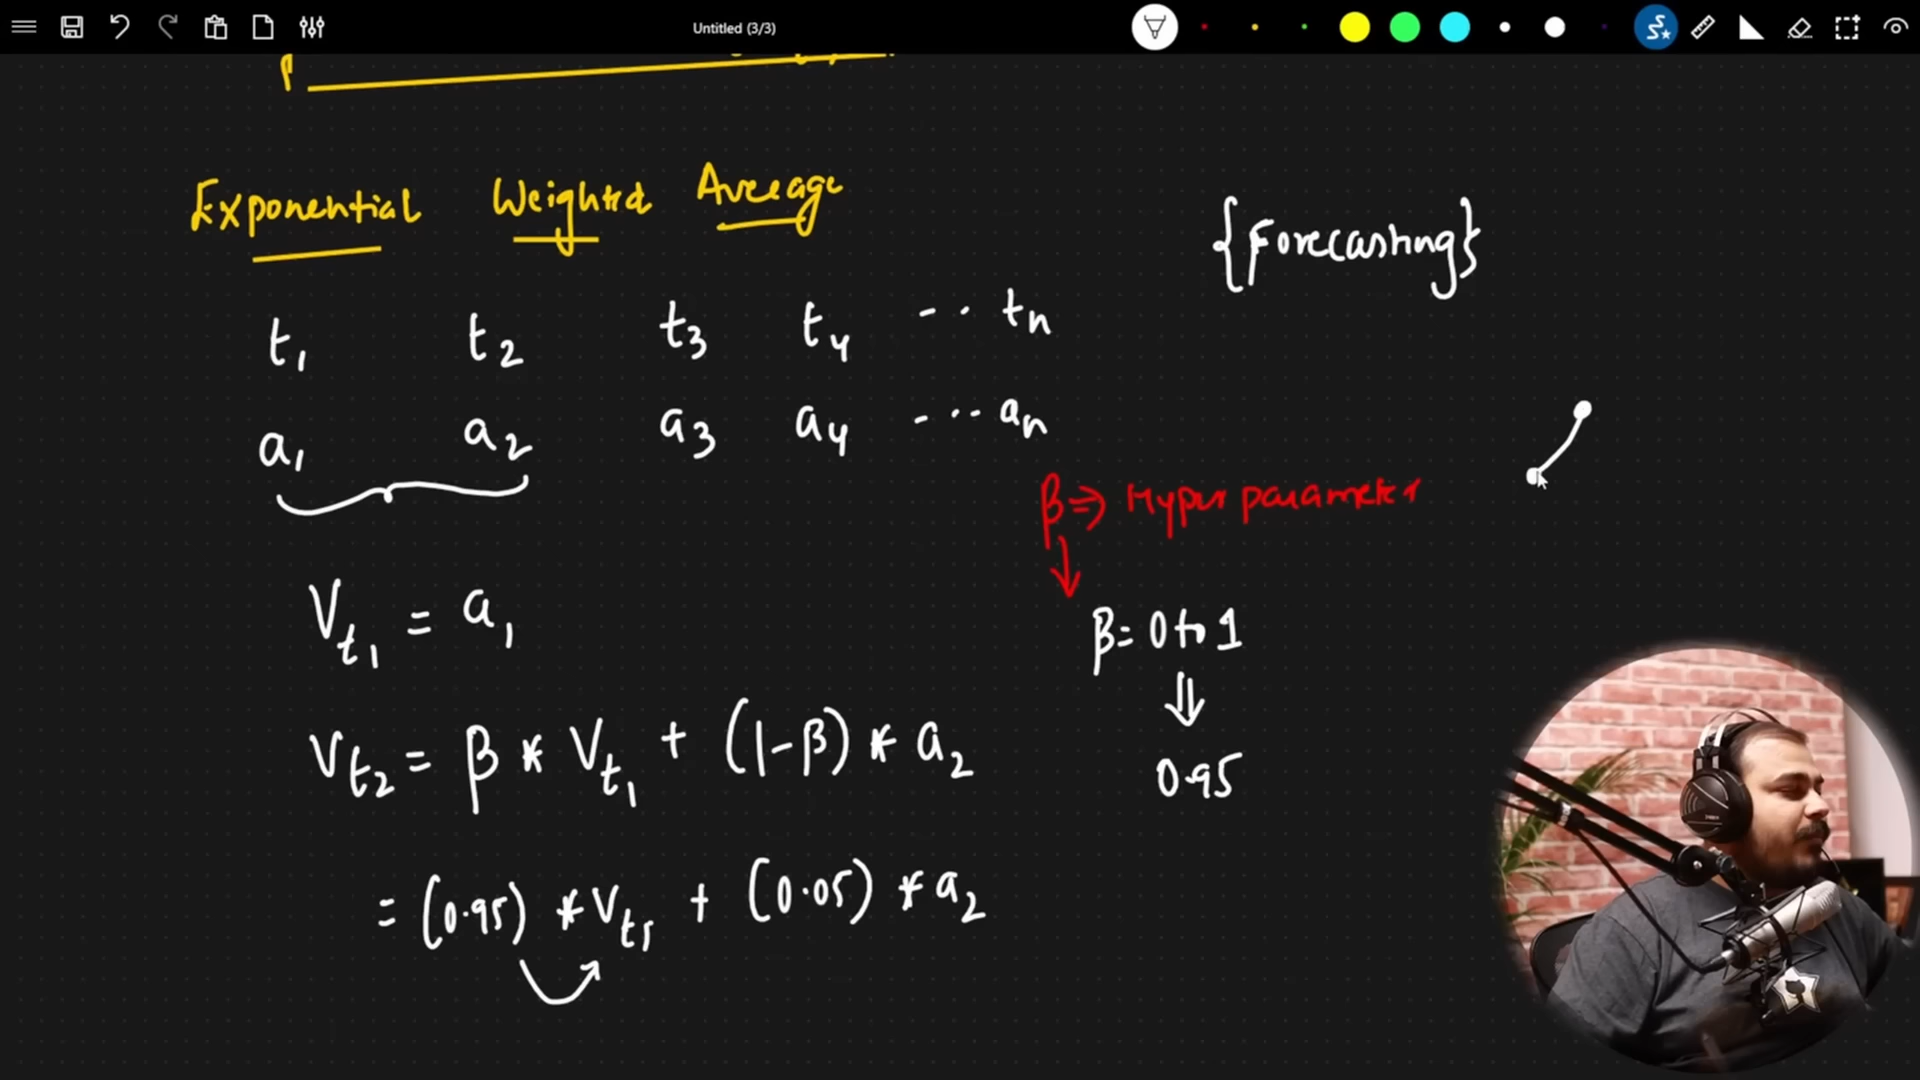 Untitled (3/3)
Exponential Weighted Average
{Forecasting}
t1 t2 t3 t4 -·· tn
a1 a2 a3 a4 -··- an
β ⇒ Hyper parameter
β = 0 to 1
0.95
Vt1 = a1
Vt2 = β * Vt1 + (1-β) * a2
= (0.95) * Vt1 + (0.05) * a2